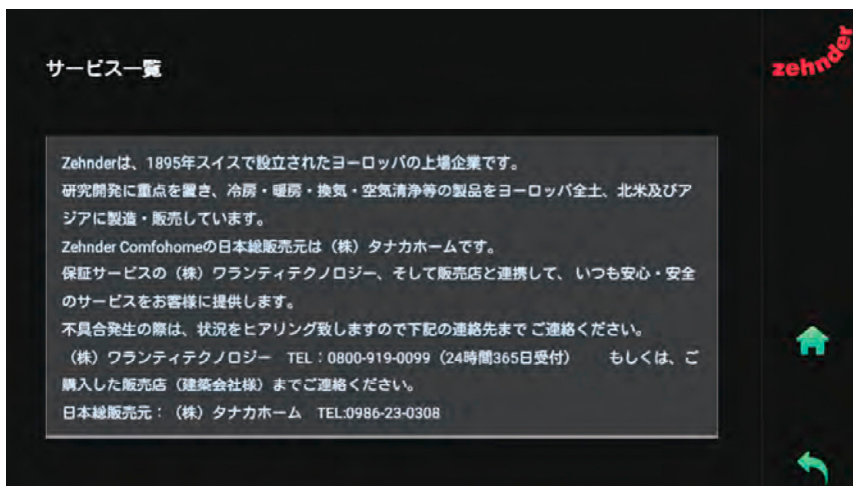 サービス一覧
zehnder
Zehnderは、1895年スイスで設立されたヨーロッパの上場企業です。
研究開発に重点を置き、冷房・暖房・換気・空気清浄等の製品をヨーロッパ全土、北米及びア
ジアに製造・販売しています。
Zehnder Comfohomeの日本総販売元は（株）タナカホームです。
保証サービスの（株）ワランティテクノロジー、そして販売店と連携して、 いつも安心・安全
のサービスをお客様に提供します。
不具合発生の際は、状況をヒアリング致しますので下記の連絡先まで ご連絡ください。
（株）ワランティテクノロジー　TEL：0800-919-0099（24時間365日受付）　　もしくは、ご
購入した販売店（建築会社様）までご連絡ください。
日本総販売元：（株）タナカホーム　TEL:0986-23-0308